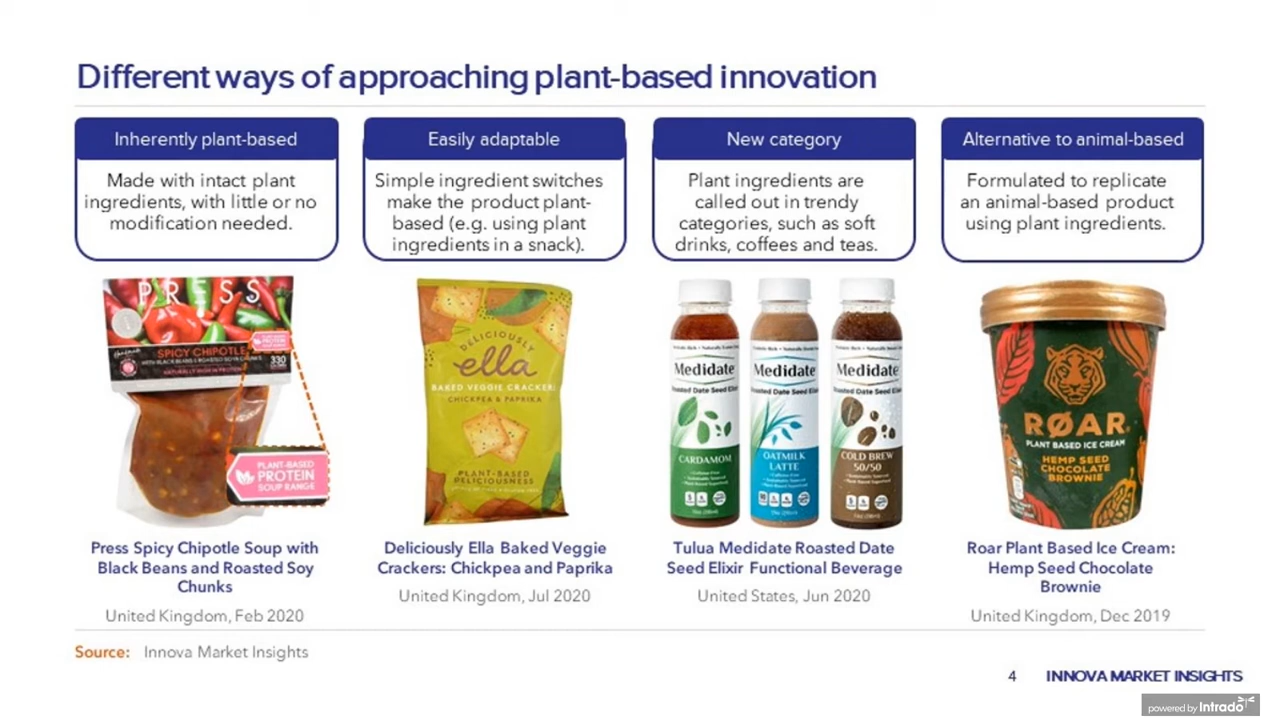 Different ways of approaching plant-based innovation
Inherently plant-based
Made with intact plant
ingredients, with little or no
modification needed.
Easily adaptable
Simple ingredient switches
make the product plant-
based (e.g. using plant
ingredients in a snack).
New category
Plant ingredients are
called out in trendy
categories, such as soft
drinks, coffees and teas.
Alternative to animal-based
Formulated to replicate
an animal-based product
using plant ingredients.
PRESS
SPICY CHIPOTLE
WITH BLACK BEANS & ROASTED SOYA CHUNKS
330
PLANT-BASED
PROTEIN
SOUP RANGE
DELICIOUSLY
ella
BAKED VEGGIE CRACKERS
CHICKPEA & PAPRIKA
PLANT-BASED
DELICIOUSNESS
Medidate
Roasted Date Seed Elixir
CARDAMOM
Medidate
Roasted Date Seed Elixir
OATMILK
LATTE
Medidate
Roasted Date Seed Elixir
COLD BREW
50/50
RØAR
PLANT BASED ICE CREAM
HEMP SEED
CHOCOLATE
BROWNIE
Press Spicy Chipotle Soup with
Black Beans and Roasted Soy
Chunks
United Kingdom, Feb 2020
Deliciously Ella Baked Veggie
Crackers: Chickpea and Paprika
United Kingdom, Jul 2020
Tulua Medidate Roasted Date
Seed Elixir Functional Beverage
United States, Jun 2020
Roar Plant Based Ice Cream:
Hemp Seed Chocolate
Brownie
United Kingdom, Dec 2019
Source: Innova Market Insights
4 INNOVA MARKET INSIGHTS
powered by Intrado